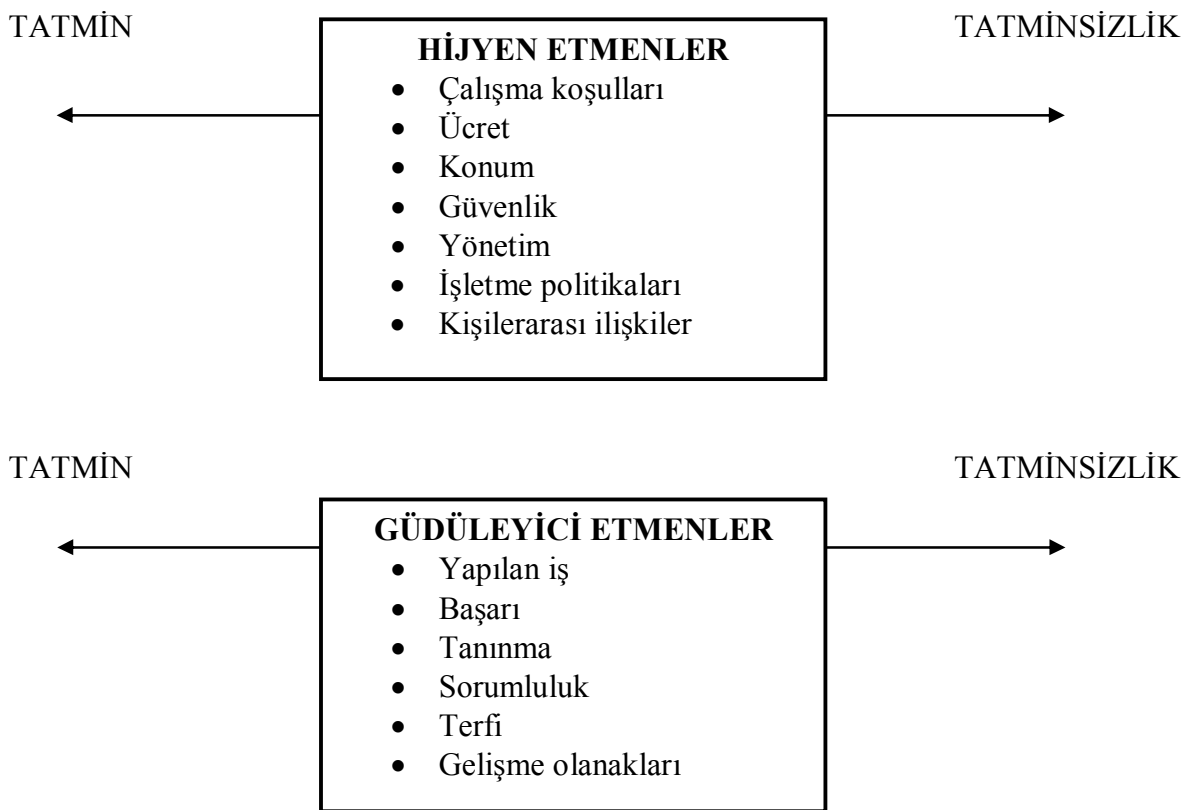 TATMİN
TATMİNSİZLİK
HİJYEN ETMENLER
• Çalışma koşulları
• Ücret
• Konum
• Güvenlik
• Yönetim
• İşletme politikaları
• Kişilerarası ilişkiler
TATMİN
TATMİNSİZLİK
GÜDÜLEYİCİ ETMENLER
• Yapılan iş
• Başarı
• Tanınma
• Sorumluluk
• Terfi
• Gelişme olanakları